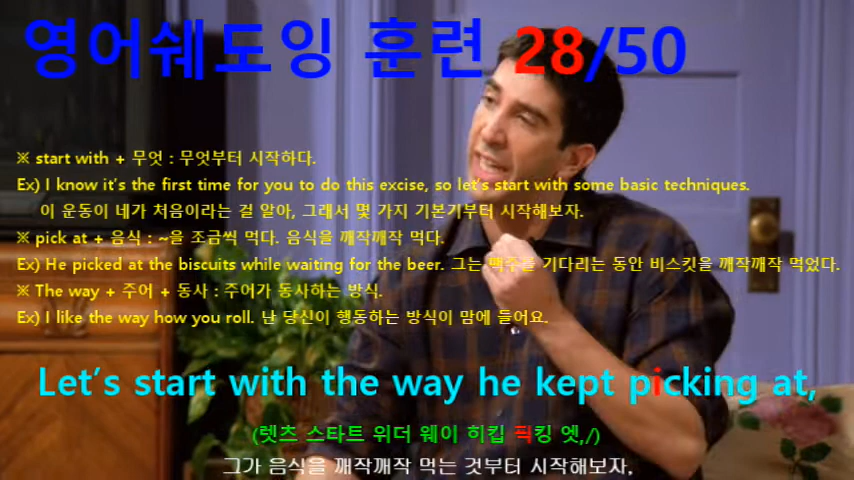 영어쉐도잉 훈련 28/50
※ start with + 무엇 : 무엇부터 시작하다.
Ex) I know it's the first time for you to do this excise, so let's start with some basic techniques.
이 운동이 네가 처음이라는 걸 알아, 그래서 몇 가지 기본기부터 시작해보자.
※ pick at + 음식 : ~을 조금씩 먹다. 음식을 깨작깨작 먹다.
Ex) He picked at the biscuits while waiting for the beer. 그는 맥주를 기다리는 동안 비스킷을 깨작깨작 먹었다.
※ The way + 주어 + 동사 : 주어가 동사하는 방식.
Ex) I like the way how you roll. 난 당신이 행동하는 방식이 맘에 들어요.
Let's start with the way he kept picking at,
(렛츠 스타트 위더 웨이 히킵 픽킹 엣,/)
그가 음식을 깨작깨작 먹는 것부터 시작해보자.